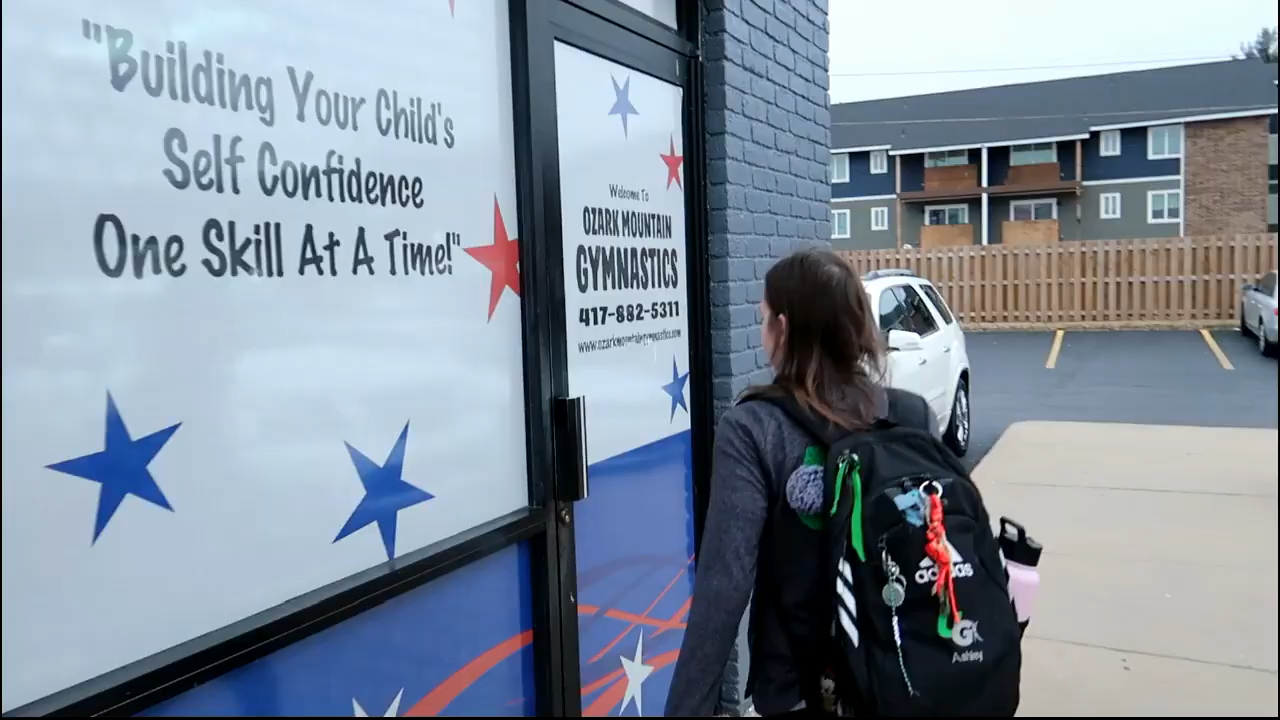 "Building Your Child's
Self Confidence
One Skill At A Time!"
Welcome To
OZARK MOUNTAIN
GYMNASTICS
417-882-5311
www.ozarkmountaingymnastics.com
adidas
G
Ashley